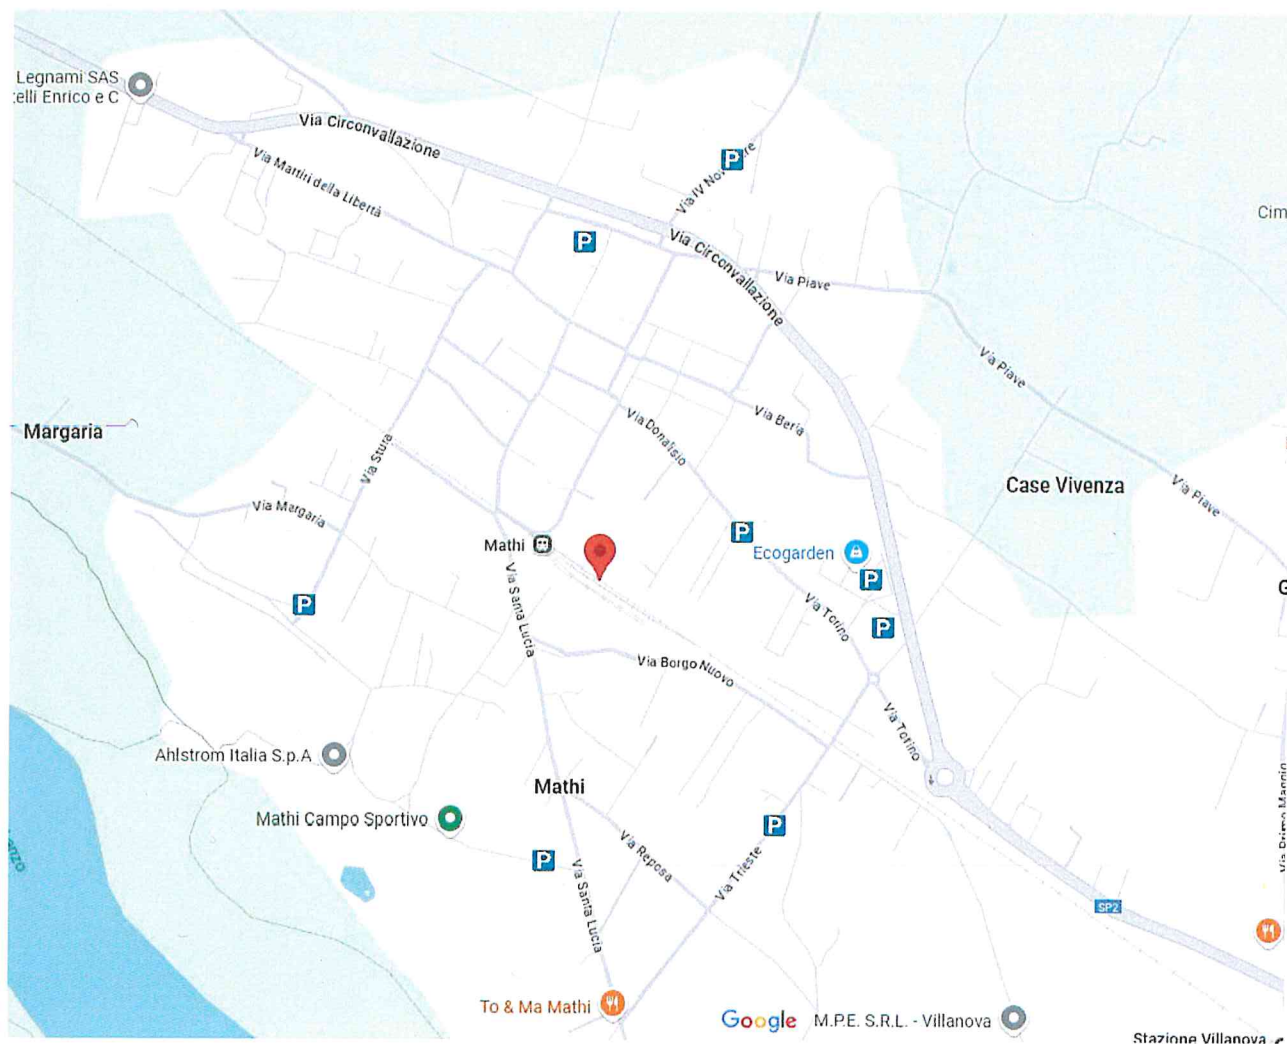 Legnami SAS
elli Enrico e C
Via Circonvallazione
Via Martiri della Libertà
P
P
Cim
Via Circonvallazione
Via Piave
Via Piave
Margaria
Via Stura
Via Donalisio
Via Beria
Case Vivenza
Via Piave
Via Margaria
Mathi
P
Ecogarden
P
P
Via Santa Lucia
Via Torino
P
Via Borgo Nuovo
Via Torino
Ahlstrom Italia S.p.A
Mathi
Mathi Campo Sportivo
P
P
Via Reposa
Via Trieste
Via Santa Lucia
Via Primo Maggio
SP2
To & Ma Mathi
Google
M.P.E. S.R.L. - Villanova
Stazione Villanova